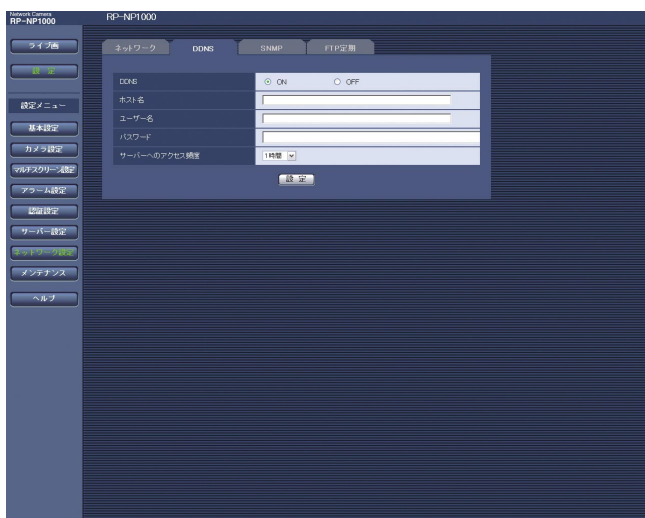 Network Camera
RP-NP1000
RP-NP1000
ライブ画
設 定
設定メニュー
基本設定
カメラ設定
マルチスクリーン設定
アラーム設定
認証設定
サーバー設定
ネットワーク設定
メンテナンス
ヘルプ
ネットワーク
DDNS
SNMP
FTP定期
DDNS
ON
OFF
ホスト名
ユーザー名
パスワード
サーバーへのアクセス頻度
1時間
設 定